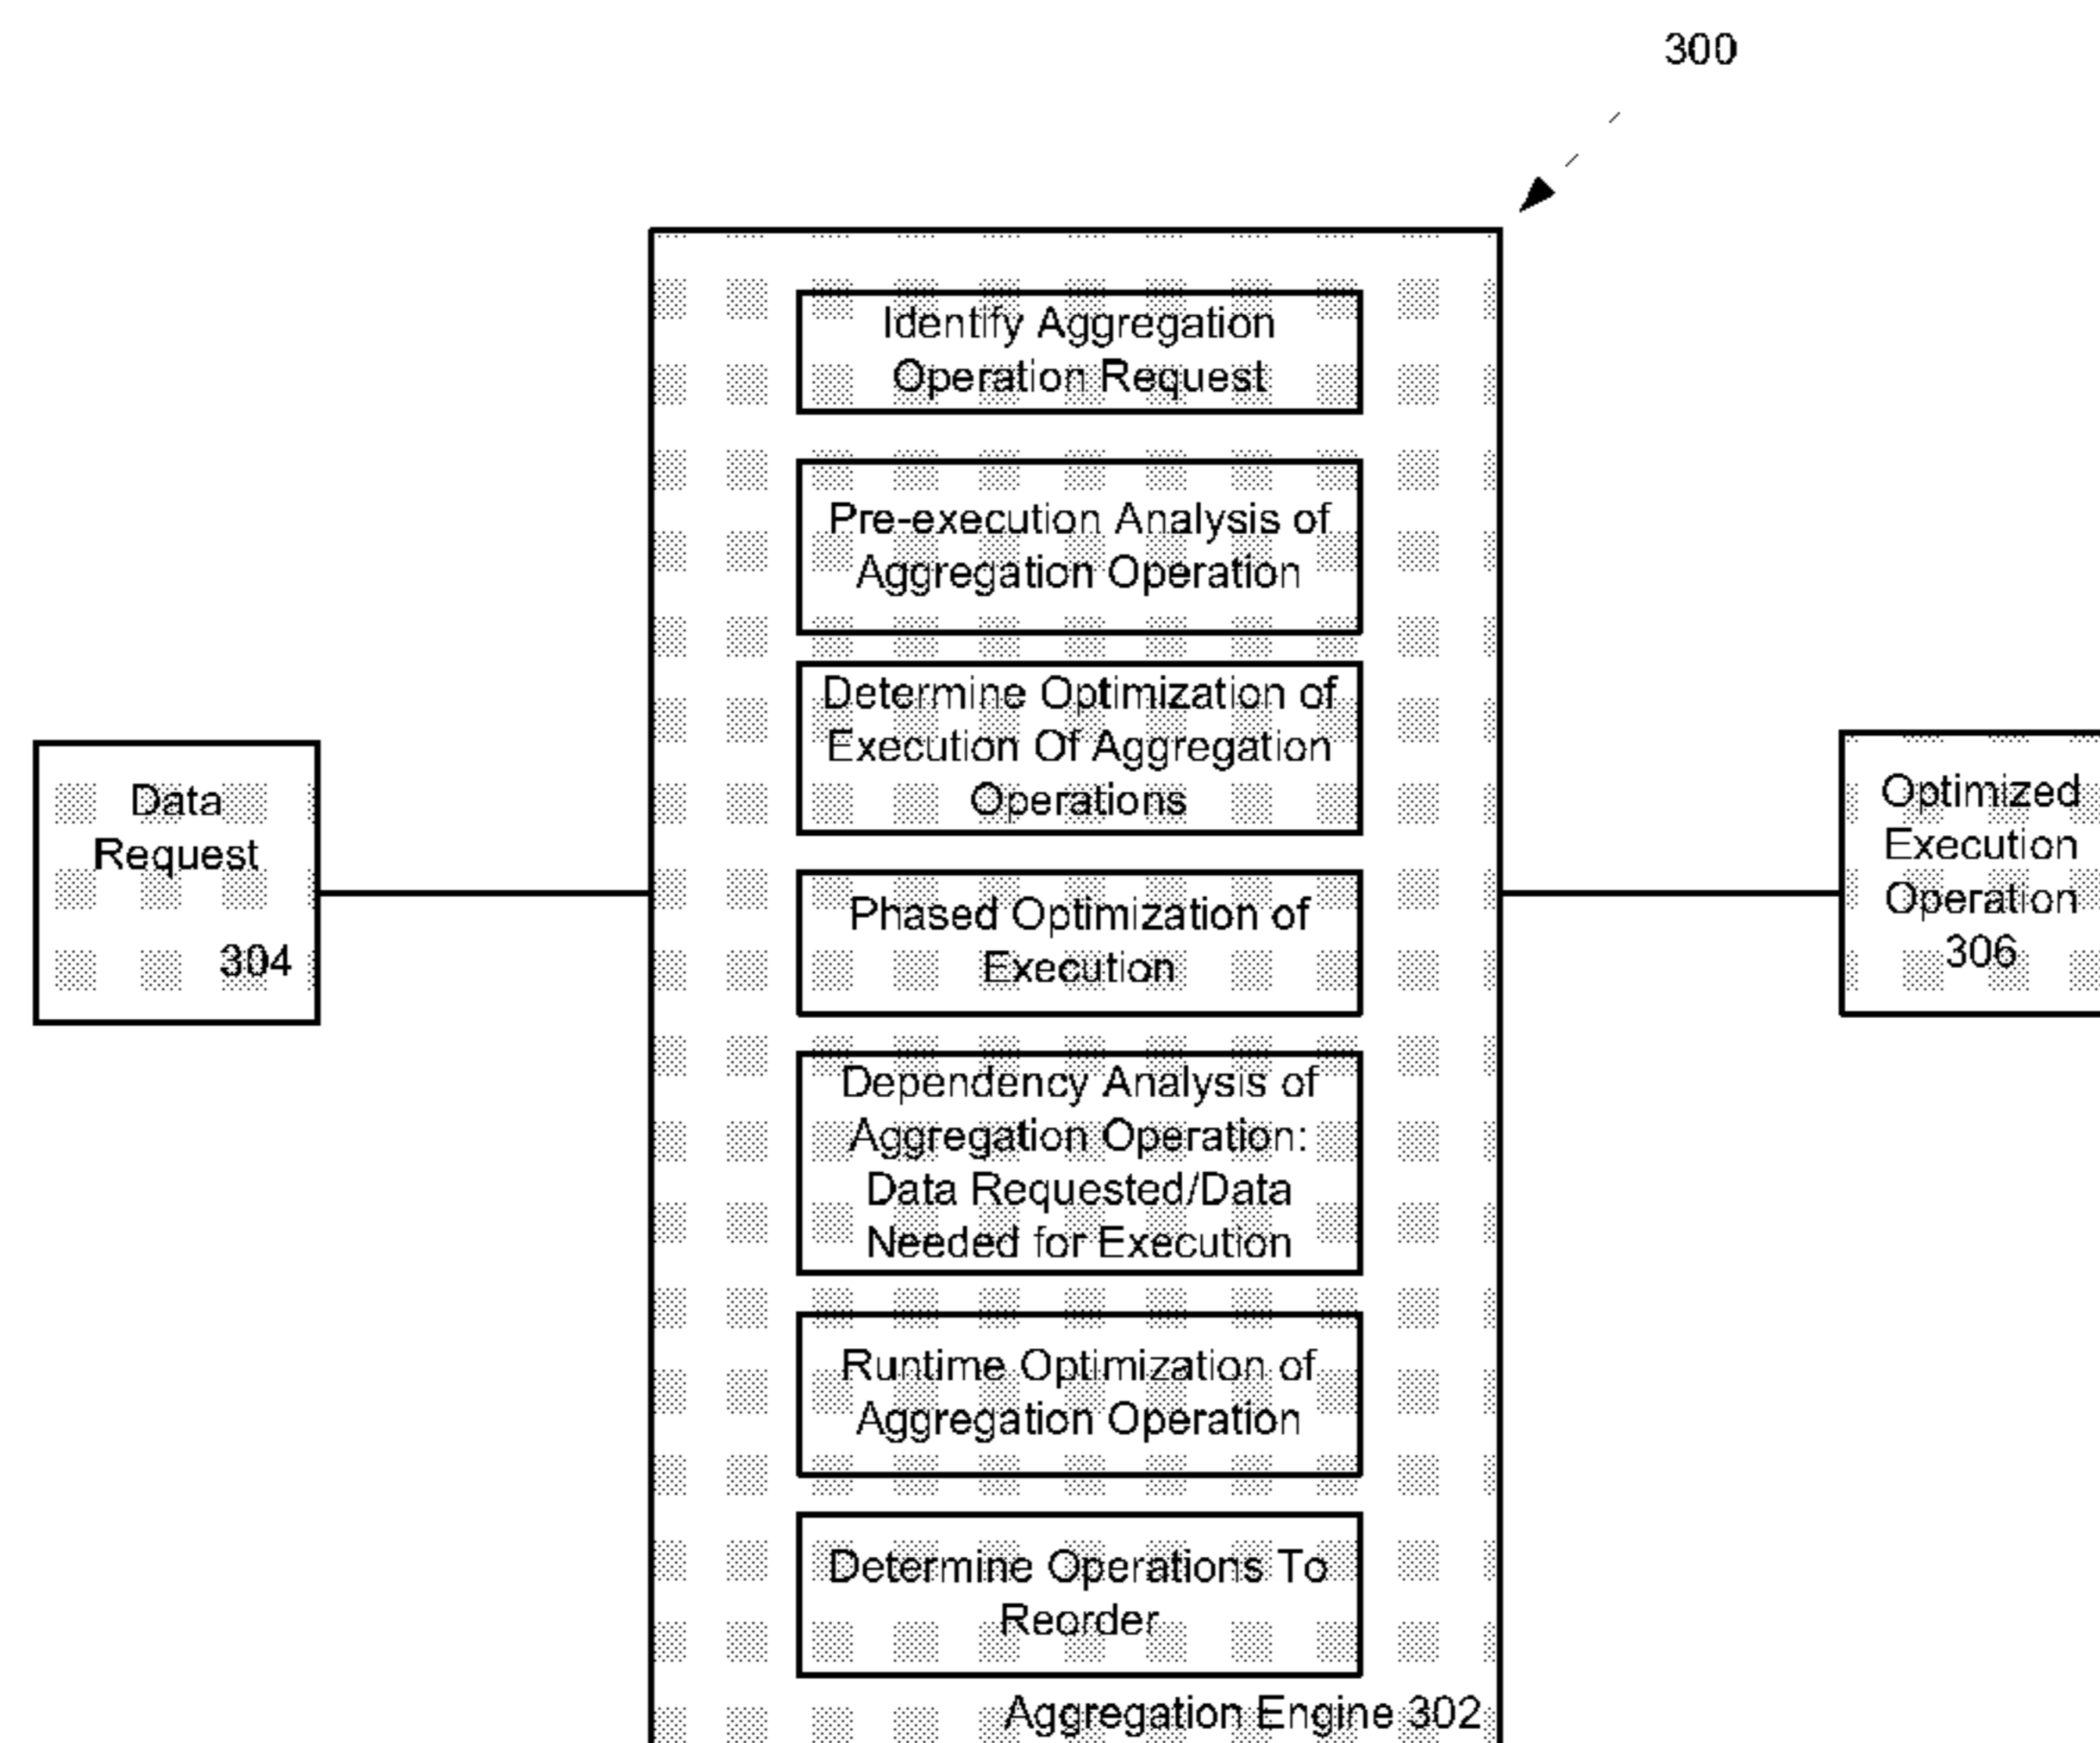 300
Identify Aggregation
Operation Request
Pre-execution Analysis of
Aggregation Operation
Determine Optimization of
Execution Of Aggregation
Operations
Data
Request
304
Optimized
Execution
Operation
306
Phased Optimization of
Execution
Dependency Analysis of
Aggregation Operation:
Data Requested/Data
Needed for Execution
Runtime Optimization of
Aggregation Operation
Determine Operations To
Reorder
Aggregation Engine 302